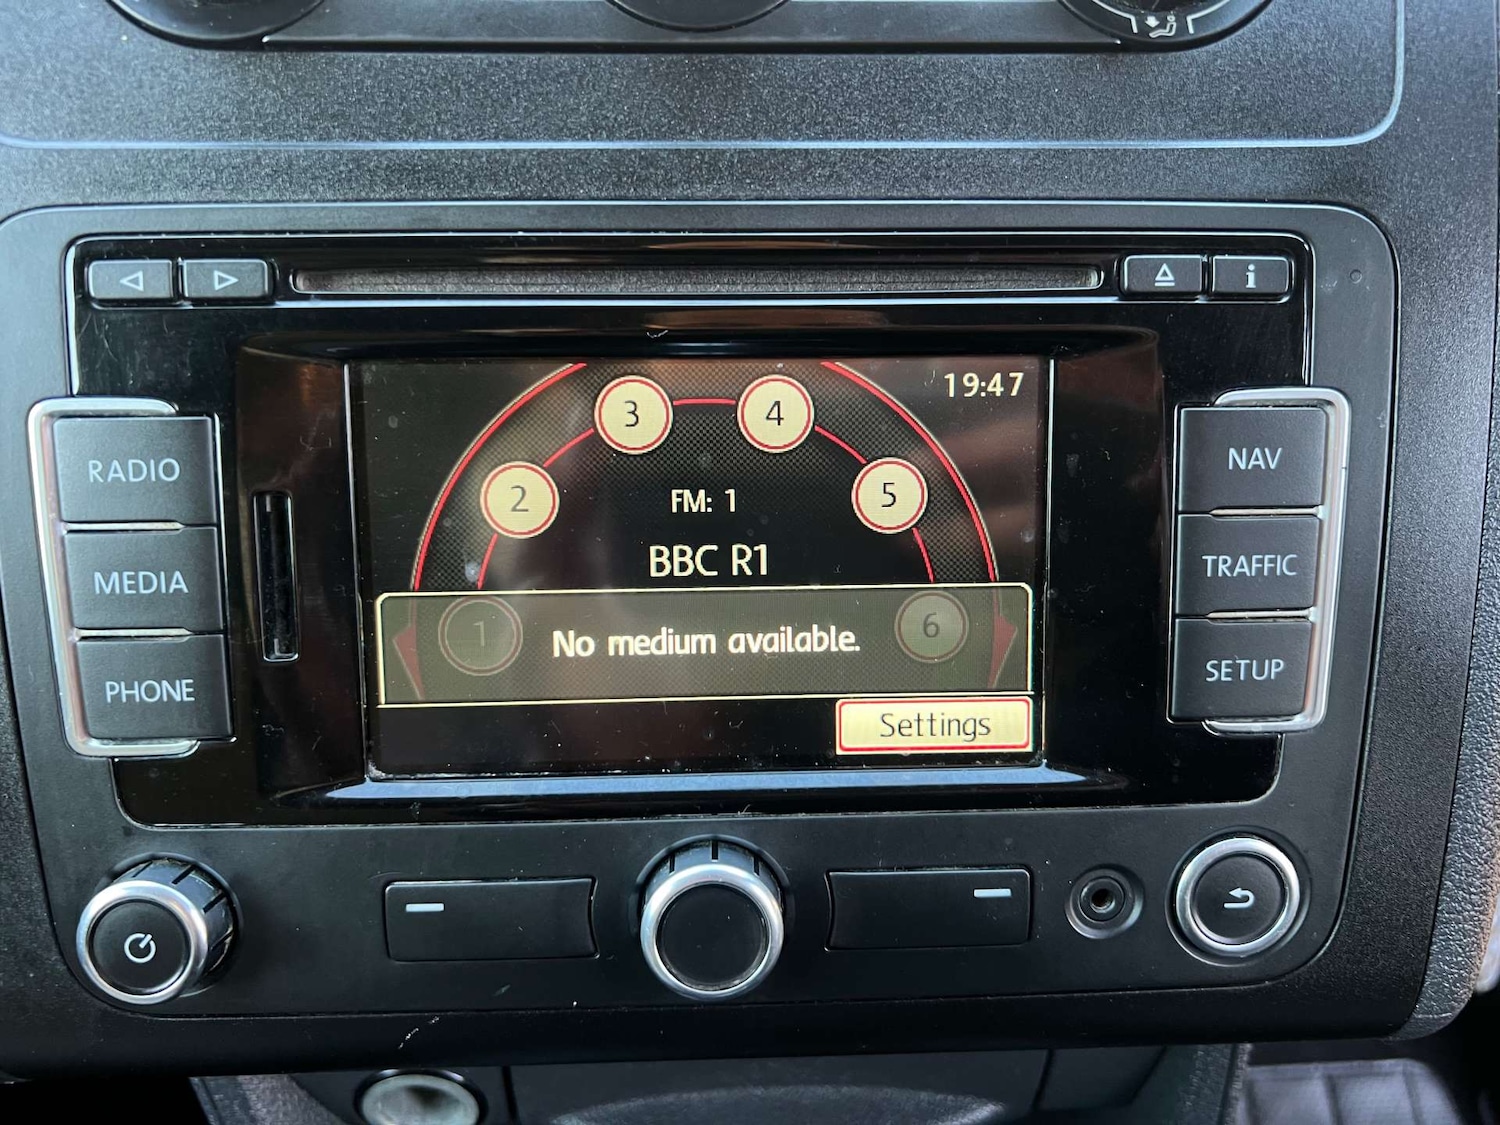 3
4
19:47
RADIO
2
FM: 1
5
NAV
BBC R1
MEDIA
TRAFFIC
1
No medium available.
6
PHONE
SETUP
Settings
i